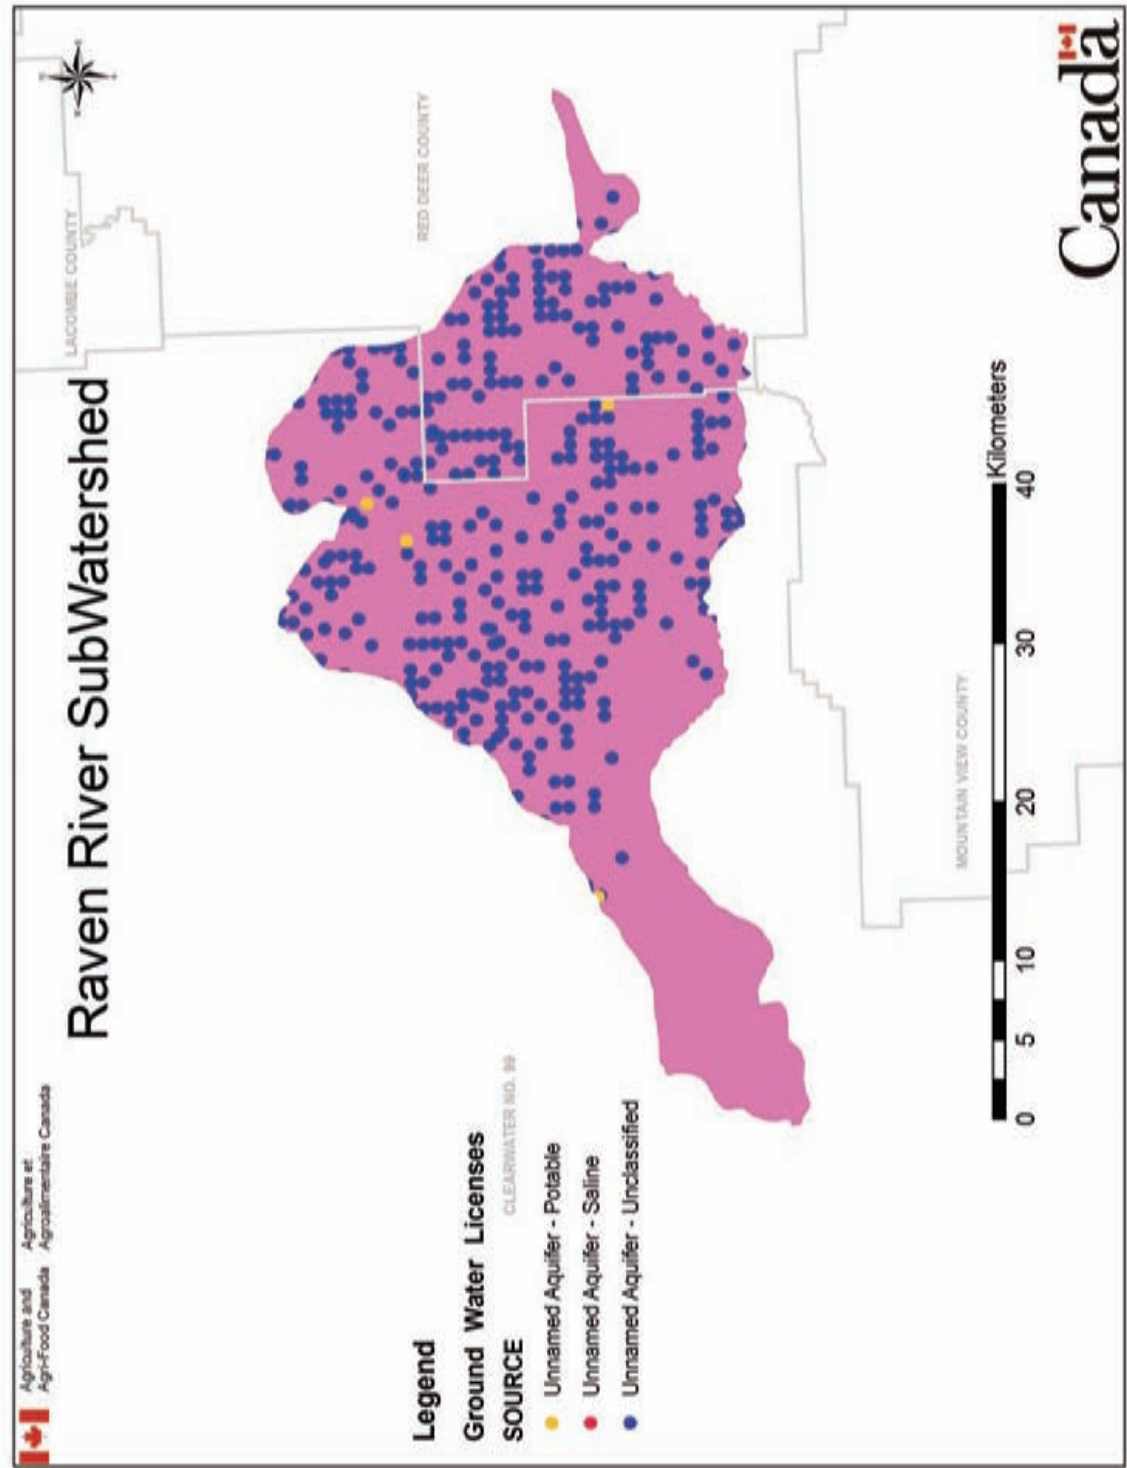 Agriculture and
Agri-Food Canada
Agriculture et
Agroalimentaire Canada
Raven River SubWatershed
LACOMBE COUNTY
RED DEER COUNTY
CLEARWATER NO. 99
MOUNTAIN VIEW COUNTY
Legend
Ground Water Licenses
SOURCE
Unnamed Aquifer - Potable
Unnamed Aquifer - Saline
Unnamed Aquifer - Unclassified
0 5 10 20 30 40
Kilometers
Canada